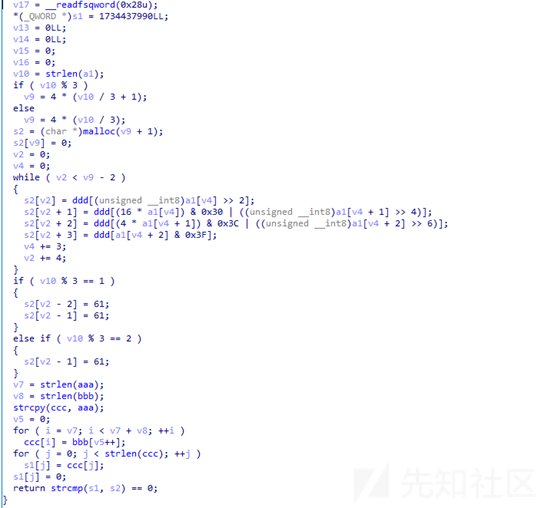 v17 = __readfsqword(0x28u);
*(_QWORD *)s1 = 1734437990LL;
v13 = 0LL;
v14 = 0LL;
v15 = 0;
v16 = 0;
v10 = strlen(a1);
if ( v10 % 3 )
v9 = 4 * (v10 / 3 + 1);
else
v9 = 4 * (v10 / 3);
s2 = (char *)malloc(v9 + 1);
s2[v9] = 0;
v2 = 0;
v4 = 0;
while ( v2 < v9 - 2 )
{
s2[v2] = ddd[(unsigned __int8)a1[v4] >> 2];
s2[v2 + 1] = ddd[(16 * a1[v4]) & 0x30 | ((unsigned __int8)a1[v4 + 1] >> 4)];
s2[v2 + 2] = ddd[(4 * a1[v4 + 1]) & 0x3C | ((unsigned __int8)a1[v4 + 2] >> 6)];
s2[v2 + 3] = ddd[a1[v4 + 2] & 0x3F];
v4 += 3;
v2 += 4;
}
if ( v10 % 3 == 1 )
{
s2[v2 - 2] = 61;
s2[v2 - 1] = 61;
}
else if ( v10 % 3 == 2 )
{
s2[v2 - 1] = 61;
}
v7 = strlen(aaa);
v8 = strlen(bbb);
strcpy(ccc, aaa);
v5 = 0;
for ( i = v7; i < v7 + v8; ++i )
ccc[i] = bbb[v5++];
for ( j = 0; j < strlen(ccc); ++j )
s1[j] = ccc[j];
s1[j] = 0;
return strcmp(s1, s2) == 0;
}
先知社区